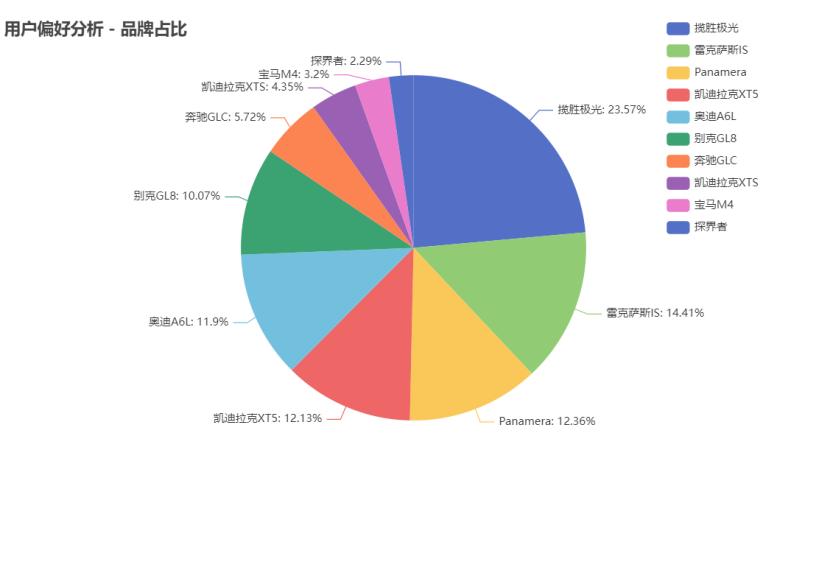 用户偏好分析 - 品牌占比
探界者: 2.29%
宝马M4: 3.2%
凯迪拉克XTS: 4.35%
奔驰GLC: 5.72%
别克GL8: 10.07%
奥迪A6L: 11.9%
凯迪拉克XT5: 12.13%
Panamera: 12.36%
雷克萨斯IS: 14.41%
揽胜极光: 23.57%
揽胜极光
雷克萨斯IS
Panamera
凯迪拉克XT5
奥迪A6L
别克GL8
奔驰GLC
凯迪拉克XTS
宝马M4
探界者